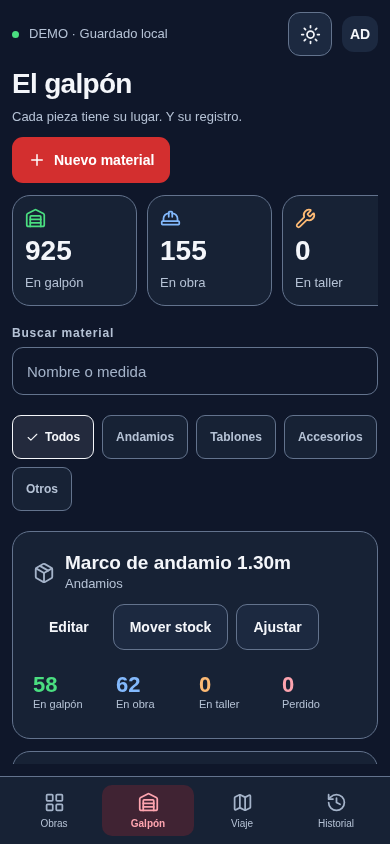 DEMO · Guardado local
AD
El galpón
Cada pieza tiene su lugar. Y su registro.
Nuevo material
925
155
0
En galpón
En obra
En taller
Buscar material
Nombre o medida
Todos
Andamios
Tablones
Accesorios
Otros
Marco de andamio 1.30m
Andamios
Editar
Mover stock
Ajustar
58
62
0
0
En galpón
En obra
En taller
Perdido
Obras
Galpón
Viaje
Historial